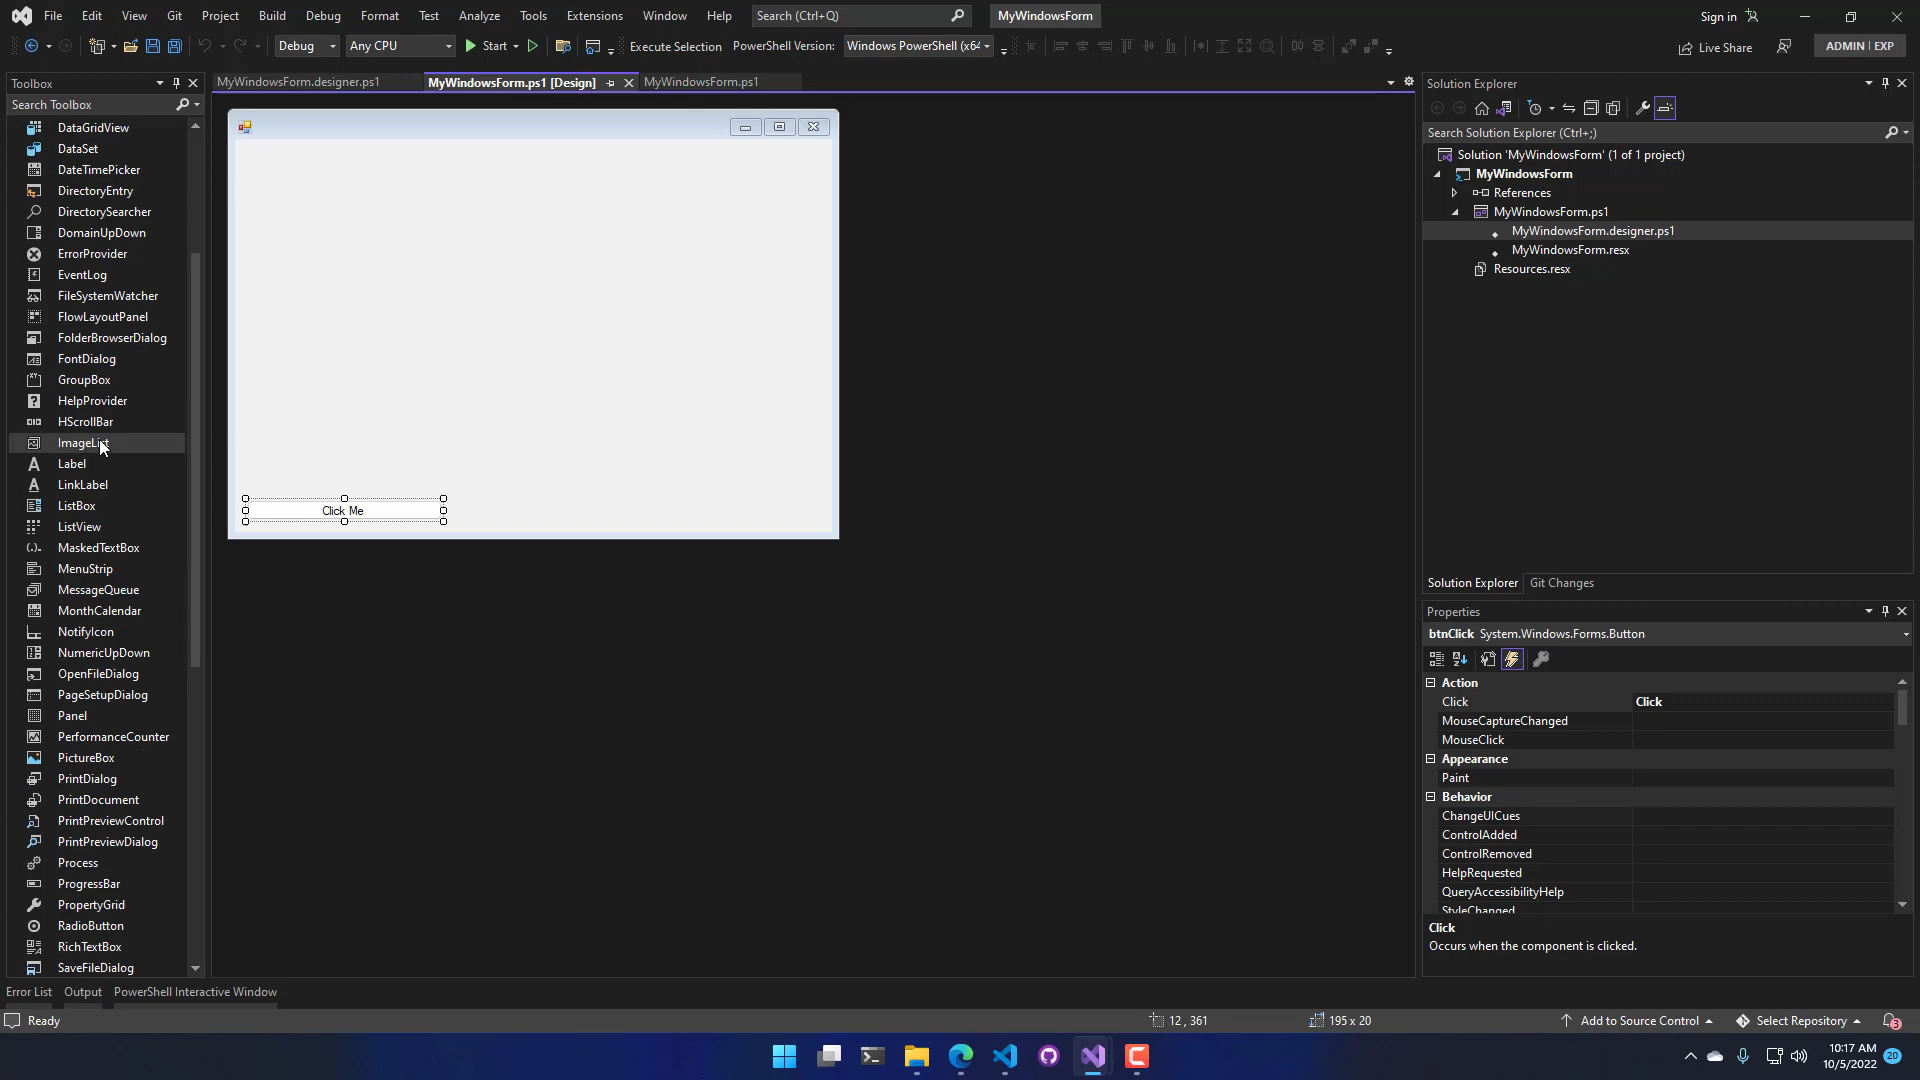 File Edit View Git Project Build Debug Format Test Analyze Tools Extensions Window Help Search (Ctrl+Q) MyWindowsForm Sign in
Debug Any CPU Start Execute Selection PowerShell Version: Windows PowerShell (x64 Live Share ADMIN | EXP
Toolbox
Search Toolbox
DataGridView
DataSet
DateTimePicker
DirectoryEntry
DirectorySearcher
DomainUpDown
ErrorProvider
EventLog
FileSystemWatcher
FlowLayoutPanel
FolderBrowserDialog
FontDialog
GroupBox
HelpProvider
HScrollBar
ImageList
Label
LinkLabel
ListBox
ListView
MaskedTextBox
MenuStrip
MessageQueue
MonthCalendar
NotifyIcon
NumericUpDown
OpenFileDialog
PageSetupDialog
Panel
PerformanceCounter
PictureBox
PrintDialog
PrintDocument
PrintPreviewControl
PrintPreviewDialog
Process
ProgressBar
PropertyGrid
RadioButton
RichTextBox
SaveFileDialog
MyWindowsForm.designer.ps1 MyWindowsForm.ps1 [Design] MyWindowsForm.ps1
Click Me
Solution Explorer
Search Solution Explorer (Ctrl+;)
Solution 'MyWindowsForm' (1 of 1 project)
MyWindowsForm
References
MyWindowsForm.ps1
MyWindowsForm.designer.ps1
MyWindowsForm.resx
Resources.resx
Solution Explorer Git Changes
Properties
btnClick System.Windows.Forms.Button
Action
Click Click
MouseCaptureChanged
MouseClick
Appearance
Paint
Behavior
ChangeUICues
ControlAdded
ControlRemoved
HelpRequested
QueryAccessibilityHelp
StyleChanged
Click
Occurs when the component is clicked.
Error List Output PowerShell Interactive Window
Ready 12 , 361 195 x 20 Add to Source Control Select Repository 3
10:17 AM
10/5/2022 20